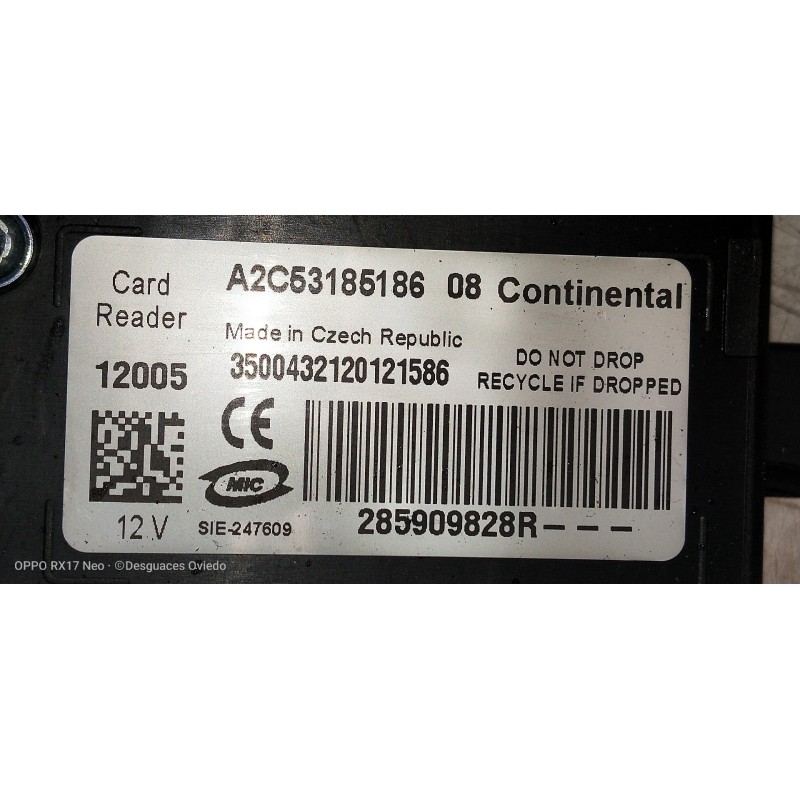 Card Reader
A2C53185186 08 Continental
Made in Czech Republic
12005
3500432120121586
DO NOT DROP
RECYCLE IF DROPPED
CE
MIC
12 V
SIE-247609
285909828R---
OPPO RX17 Neo · ©Desguaces Oviedo